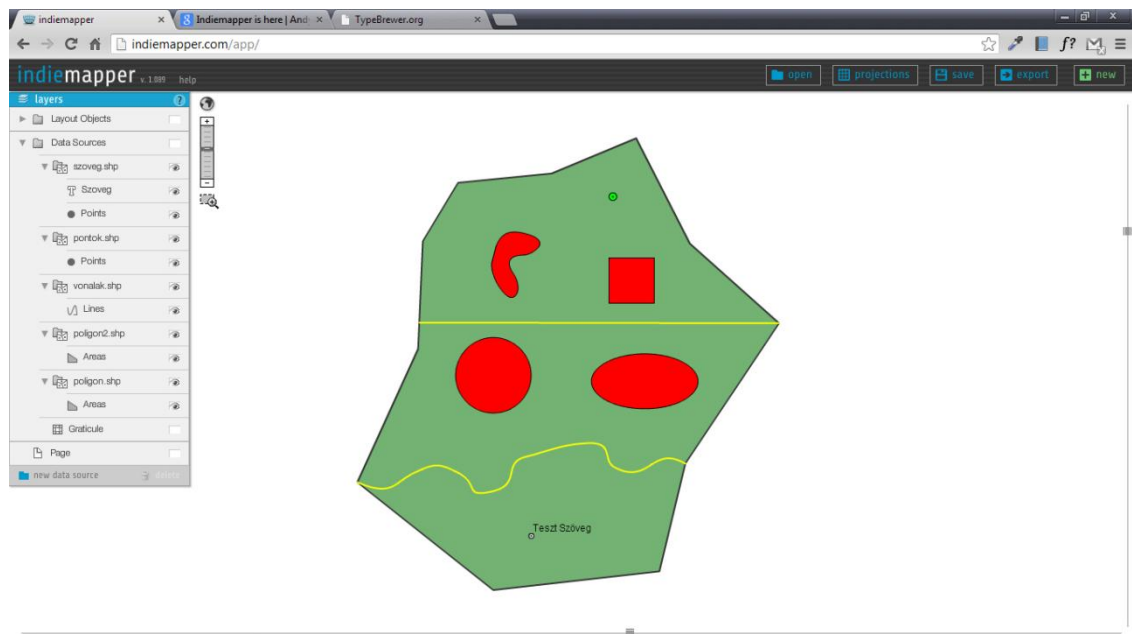 indiemapper
Indiemapper is here | And
TypeBrewer.org
indiemapper.com/app/
f?
indiemapper v. 1.089 help
open
projections
save
export
new
layers
?
Layout Objects
Data Sources
szoveg.shp
Szoveg
Points
pontok.shp
Points
vonalak.shp
Lines
poligon2.shp
Areas
poligon.shp
Areas
Graticule
Page
new data source
delete
Teszt Szöveg